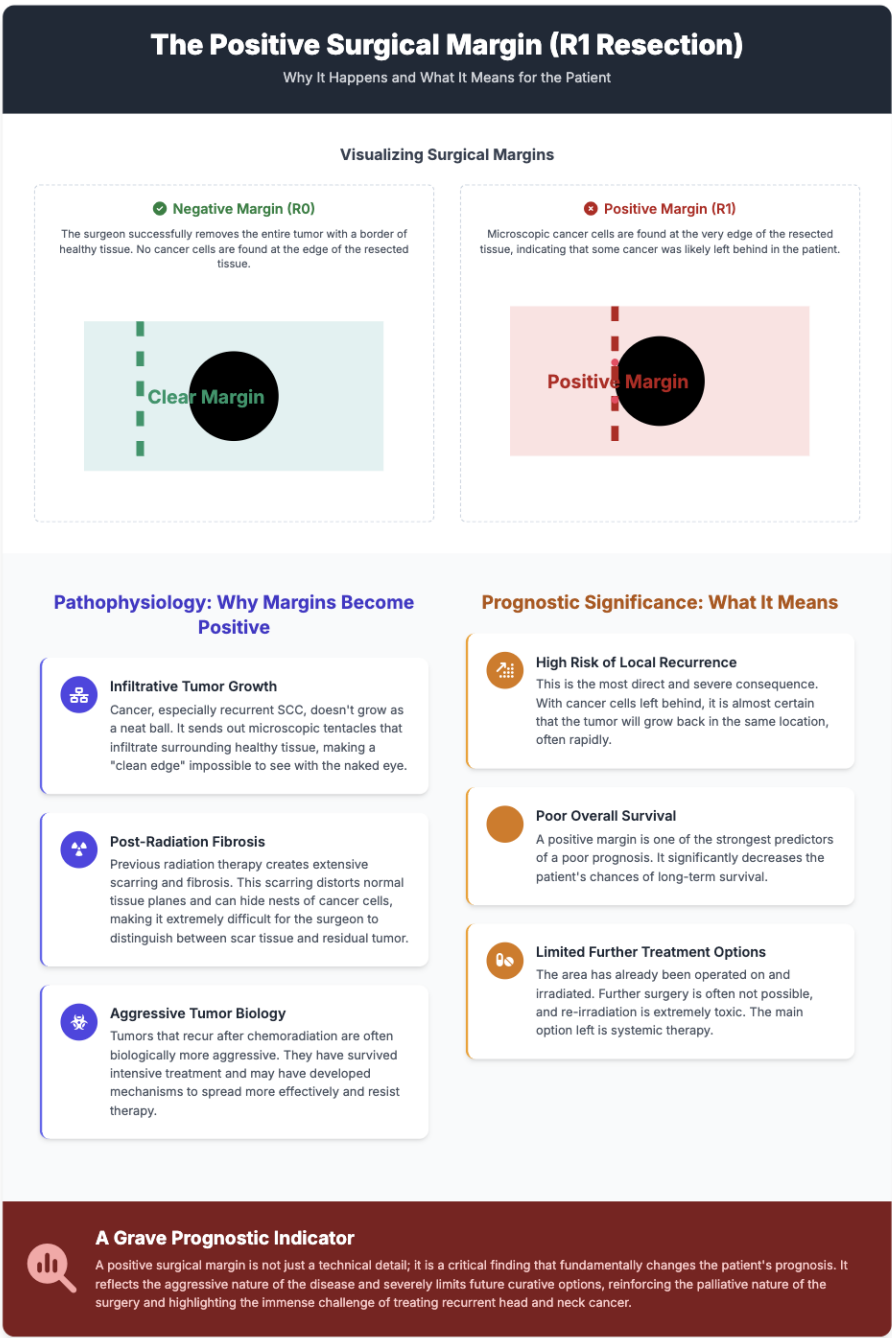 The Positive Surgical Margin (R1 Resection)
Why It Happens and What It Means for the Patient
Visualizing Surgical Margins
Negative Margin (R0)
The surgeon successfully removes the entire tumor with a border of
healthy tissue. No cancer cells are found at the edge of the resected
tissue.
Clear Margin
Positive Margin (R1)
Microscopic cancer cells are found at the very edge of the resected
tissue, indicating that some cancer was likely left behind in the patient.
Positive Margin
Pathophysiology: Why Margins Become
Positive
Infiltrative Tumor Growth
Cancer, especially recurrent SCC, doesn't grow as
a neat ball. It sends out microscopic tentacles that
infiltrate surrounding healthy tissue, making a
"clean edge" impossible to see with the naked eye.
Post-Radiation Fibrosis
Previous radiation therapy creates extensive
scarring and fibrosis. This scarring distorts normal
tissue planes and can hide nests of cancer cells,
making it extremely difficult for the surgeon to
distinguish between scar tissue and residual tumor.
Aggressive Tumor Biology
Tumors that recur after chemoradiation are often
biologically more aggressive. They have survived
intensive treatment and may have developed
mechanisms to spread more effectively and resist
therapy.
Prognostic Significance: What It Means
High Risk of Local Recurrence
This is the most direct and severe consequence.
With cancer cells left behind, it is almost certain
that the tumor will grow back in the same location,
often rapidly.
Poor Overall Survival
A positive margin is one of the strongest predictors
of a poor prognosis. It significantly decreases the
patient's chances of long-term survival.
Limited Further Treatment Options
The area has already been operated on and
irradiated. Further surgery is often not possible,
and re-irradiation is extremely toxic. The main
option left is systemic therapy.
A Grave Prognostic Indicator
A positive surgical margin is not just a technical detail; it is a critical finding that fundamentally changes the patient's prognosis. It
reflects the aggressive nature of the disease and severely limits future curative options, reinforcing the palliative nature of the
surgery and highlighting the immense challenge of treating recurrent head and neck cancer.